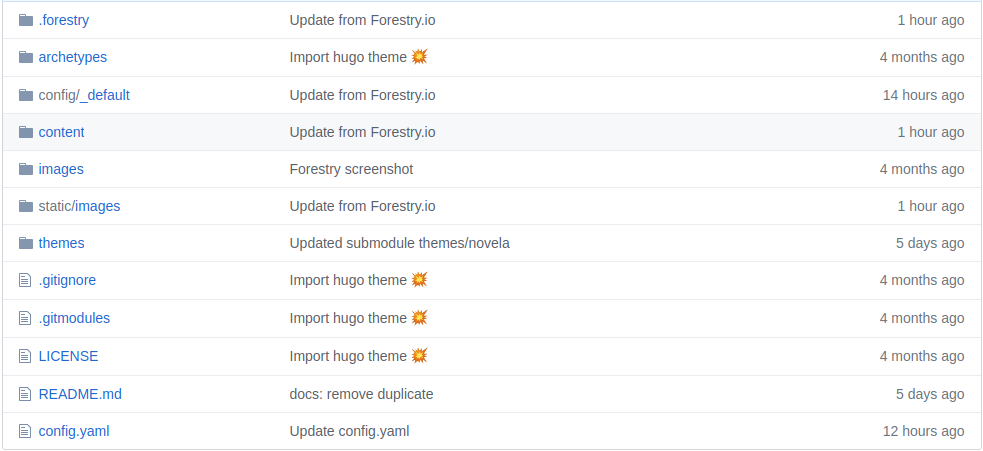 .forestry Update from Forestry.io 1 hour ago
archetypes Import hugo theme 💥 4 months ago
config/_default Update from Forestry.io 14 hours ago
content Update from Forestry.io 1 hour ago
images Forestry screenshot 4 months ago
static/images Update from Forestry.io 1 hour ago
themes Updated submodule themes/novela 5 days ago
.gitignore Import hugo theme 💥 4 months ago
.gitmodules Import hugo theme 💥 4 months ago
LICENSE Import hugo theme 💥 4 months ago
README.md docs: remove duplicate 5 days ago
config.yaml Update config.yaml 12 hours ago